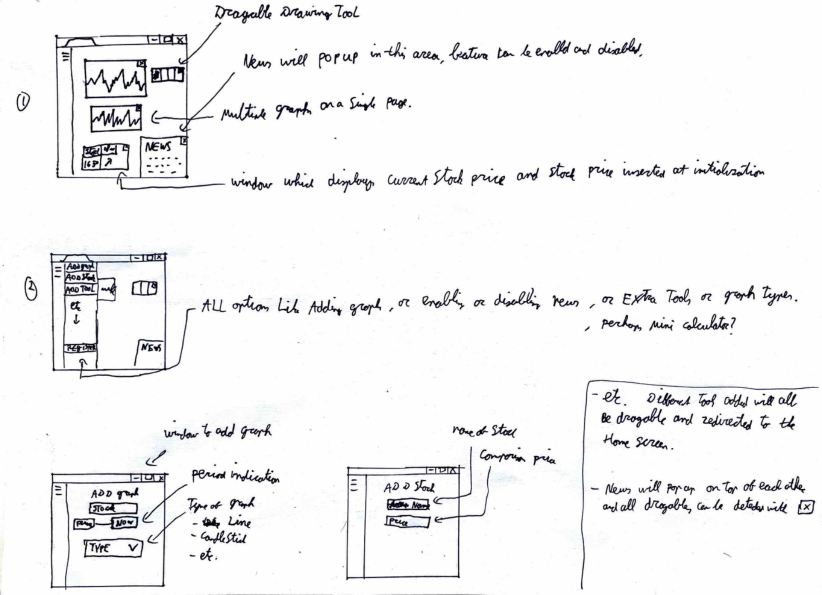 Dragable Drawing Tool
News will pop up in this area, feature can be enabled and disabled.
①
Multiple graphs on a single page.
NEWS
window which displays current stock price and stock price inserted at initialization
②
ADD Stock
ADD TOOL
etc
NEWS
ALL options like Adding graph, or enabling or disabling news, or Extra Tools or graph types.
, perhaps mini calculator?
window to add graph
period indication
Type of graph
- Line
- CandleStick
- etc.
ADD graph
STOCK
Now
TYPE
name of Stock
Comparison price
ADD Stock
Name
Price
- etc. Different Tool added will all
be dragable and redirected to the
Home screen.
- News will pop up on top of each other
and all dragable, can be deleted with X